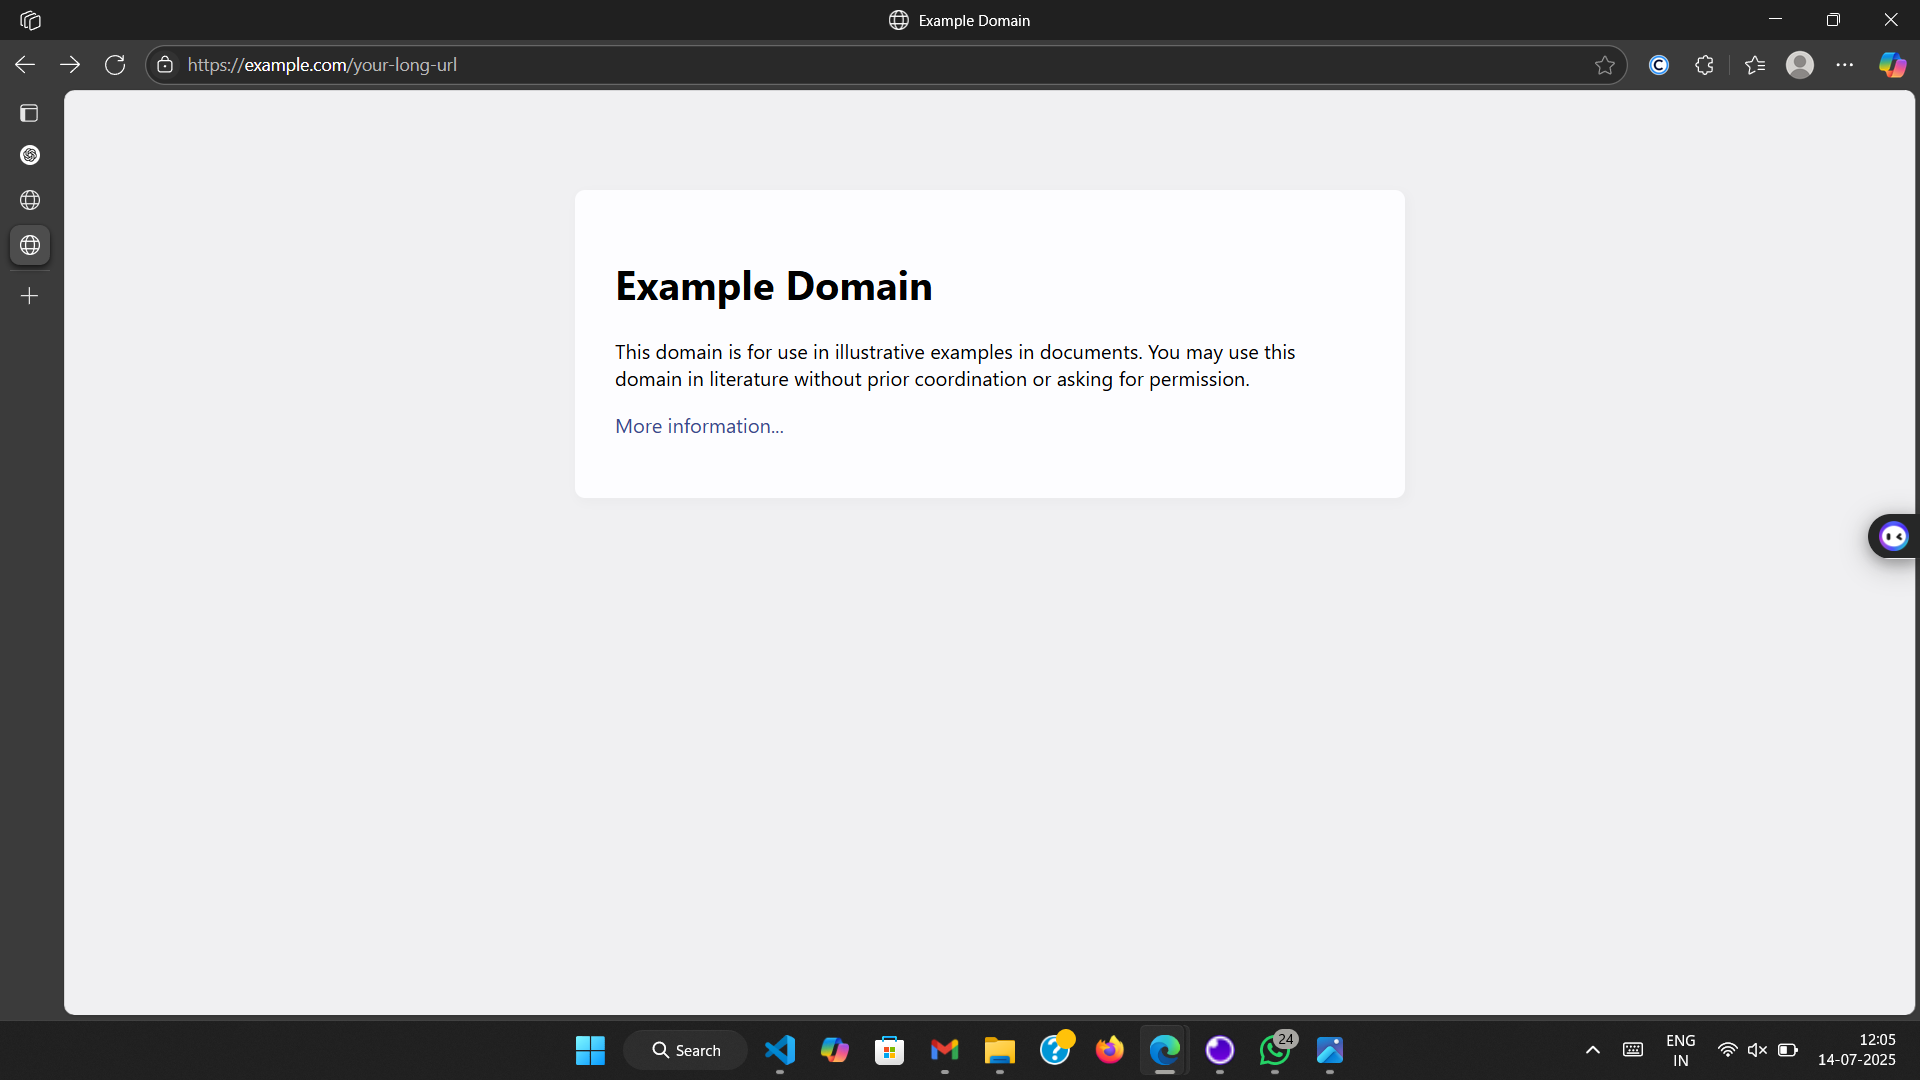 Example Domain
https://example.com/your-long-url
Example Domain
This domain is for use in illustrative examples in documents. You may use this
domain in literature without prior coordination or asking for permission.
More information...
Search
24
ENG
IN
12:05
14-07-2025